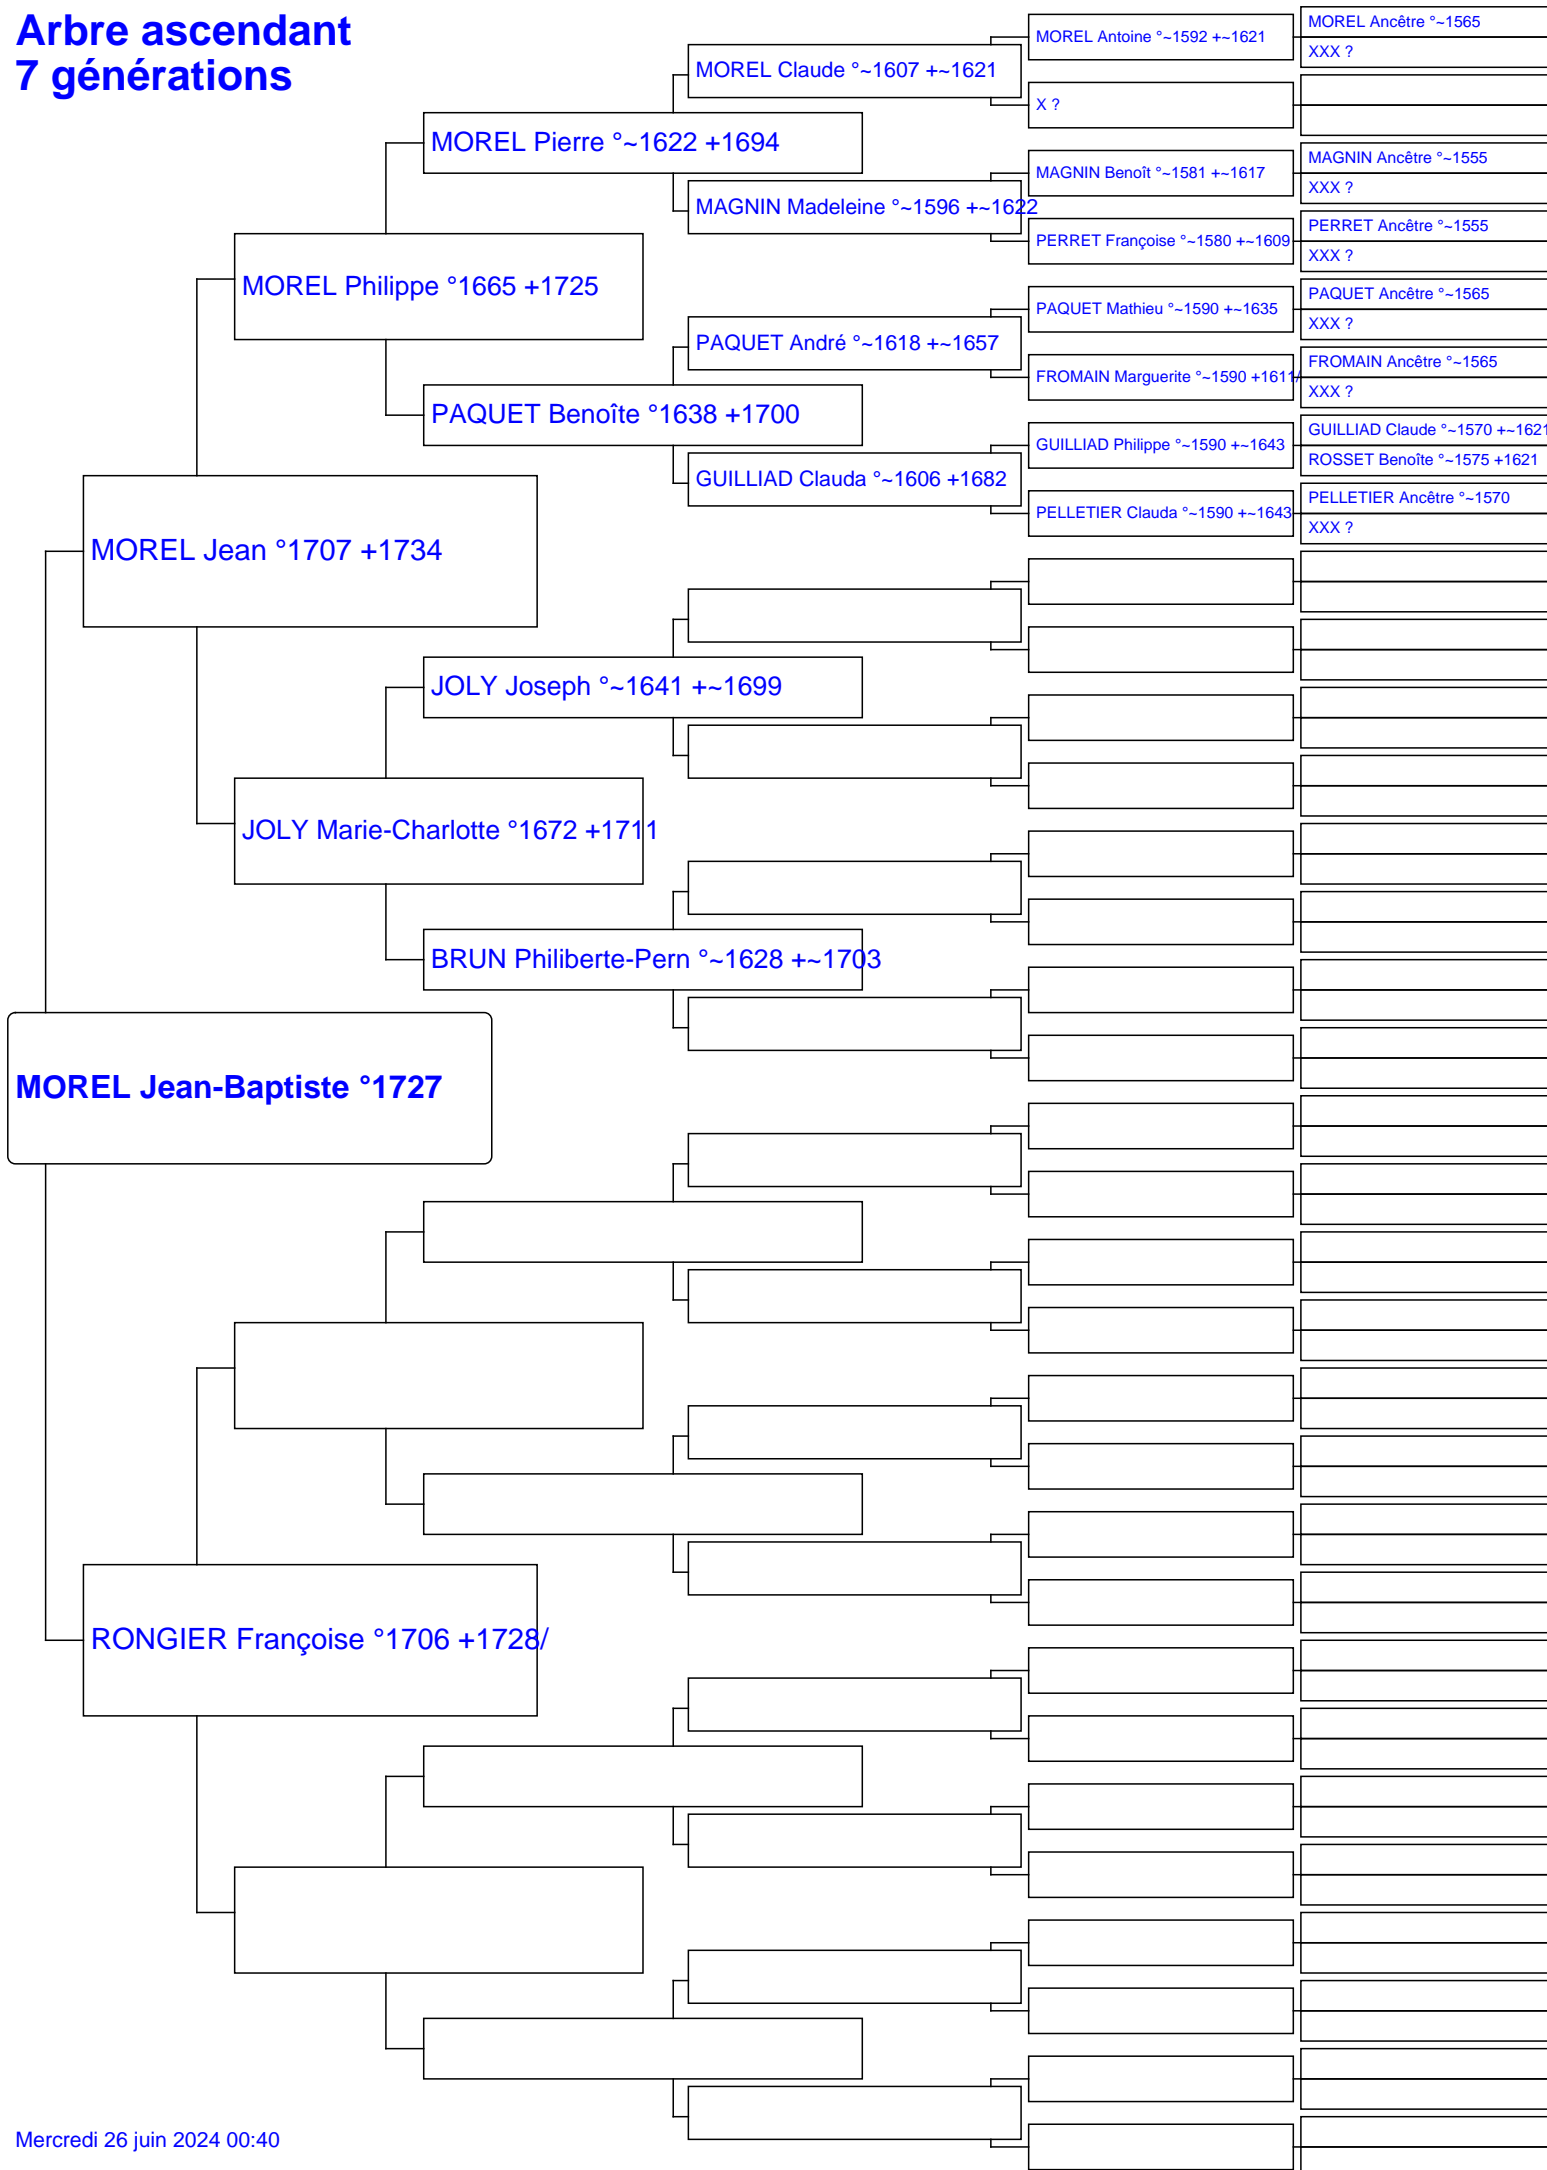 Arbre ascendant
7 générations
MOREL Ancêtre °~1565
MOREL Antoine °~1592 +~1621
XXX ?
MOREL Claude °~1607 +~1621
X ?
MOREL Pierre °~1622 +1694
MAGNIN Ancêtre °~1555
MAGNIN Benoît °~1581 +~1617
XXX ?
MAGNIN Madeleine °~1596 +~1622
PERRET Ancêtre °~1555
PERRET Françoise °~1580 +~1609
XXX ?
MOREL Philippe °1665 +1725
PAQUET Ancêtre °~1565
PAQUET Mathieu °~1590 +~1635
XXX ?
PAQUET André °~1618 +~1657
FROMAIN Ancêtre °~1565
FROMAIN Marguerite °~1590 +1611/
XXX ?
PAQUET Benoîte °1638 +1700
GUILLIAD Claude °~1570 +~1621
GUILLIAD Philippe °~1590 +~1643
ROSSET Benoîte °~1575 +1621
GUILLIAD Clauda °~1606 +1682
PELLETIER Ancêtre °~1570
PELLETIER Clauda °~1590 +~1643
XXX ?
MOREL Jean °1707 +1734
JOLY Joseph °~1641 +~1699
JOLY Marie-Charlotte °1672 +1711
BRUN Philiberte-Pern °~1628 +~1703
MOREL Jean-Baptiste °1727
RONGIER Françoise °1706 +1728/
Mercredi 26 juin 2024 00:40